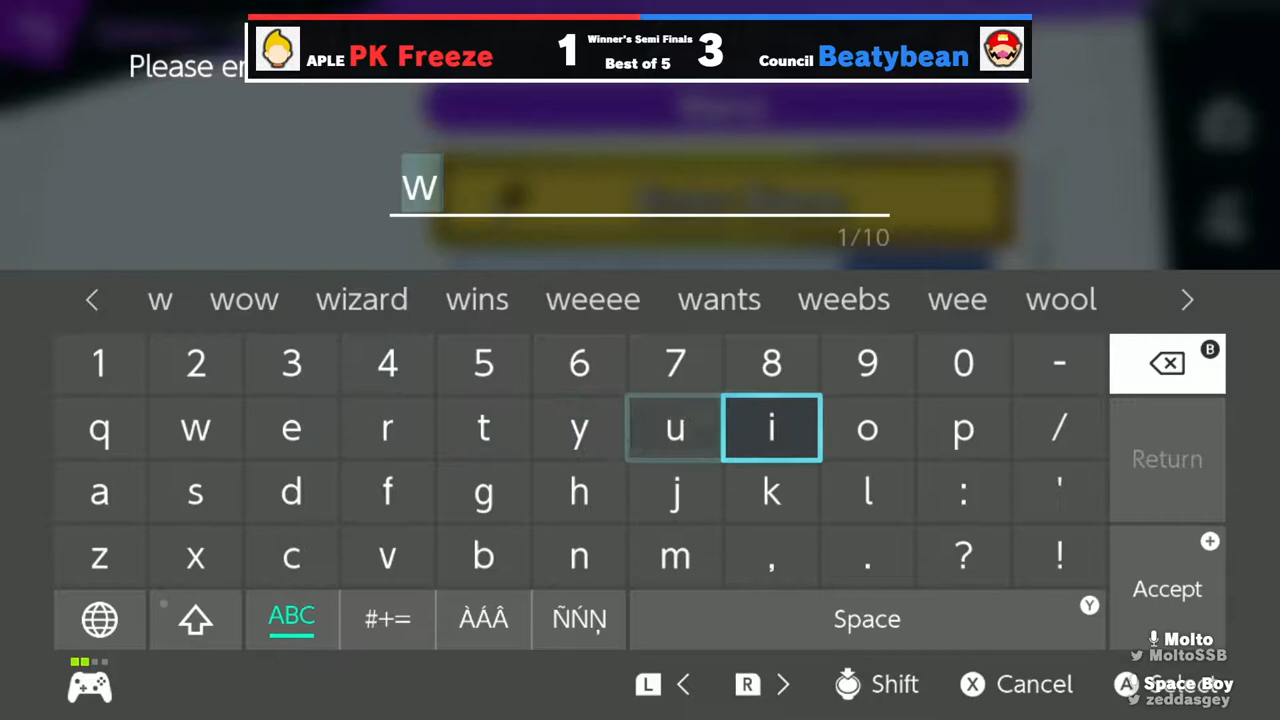 Winner's Semi Finals
APLE PK Freeze 1 Best of 5 3 Council Beatybean
Please
w
1/10
w wow wizard wins weeee wants weebs wee wool
1 2 3 4 5 6 7 8 9 0 - B
q w e r t y u i o p /
Return
a s d f g h j k l : '
z x c v b n m , . ? ! +
Accept
ABC #+= ÀÁÂ ÑŃŅ Space Y
Molto
MoltoSSB
L R Shift X Cancel A Space Boy
zeddasgey